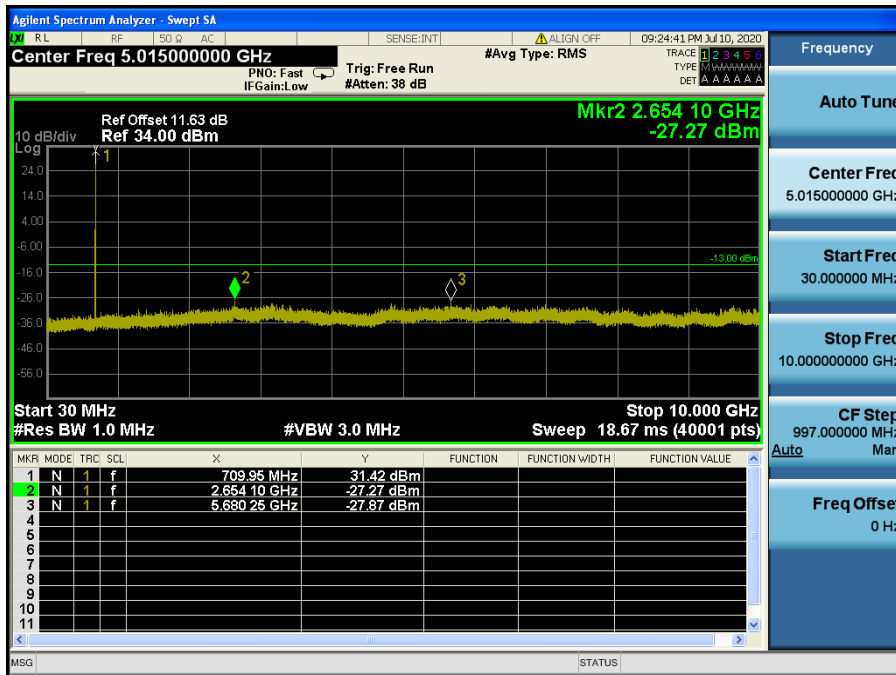 Agilent Spectrum Analyzer - Swept SA
LXI RL RF 50 Ω AC SENSE:INT ALIGN OFF 09:24:41 PM Jul 10, 2020
Center Freq 5.015000000 GHz
PNO: Fast
IFGain:Low
Trig: Free Run
#Atten: 38 dB
#Avg Type: RMS
TRACE 1 2 3 4 5 6
TYPE M WWWWW
DET A A A A A A
Ref Offset 11.63 dB
10 dB/div Ref 34.00 dBm
Log
Mkr2 2.654 10 GHz
-27.27 dBm
1
24.0
14.0
4.00
-6.00
-13.00 dBm
-16.0
2
3
-26.0
-36.0
-46.0
-56.0
Start 30 MHz Stop 10.000 GHz
#Res BW 1.0 MHz #VBW 3.0 MHz Sweep 18.67 ms (40001 pts)
MKR MODE TRC SCL X Y FUNCTION FUNCTION WIDTH FUNCTION VALUE
1 N 1 f 709.95 MHz 31.42 dBm
2 N 1 f 2.654 10 GHz -27.27 dBm
3 N 1 f 5.680 25 GHz -27.87 dBm
4
5
6
7
8
9
10
11
MSG STATUS
Frequency
Auto Tune
Center Freq
5.015000000 GHz
Start Freq
30.000000 MHz
Stop Freq
10.000000000 GHz
CF Step
997.000000 MHz
Auto Man
Freq Offset
0 Hz